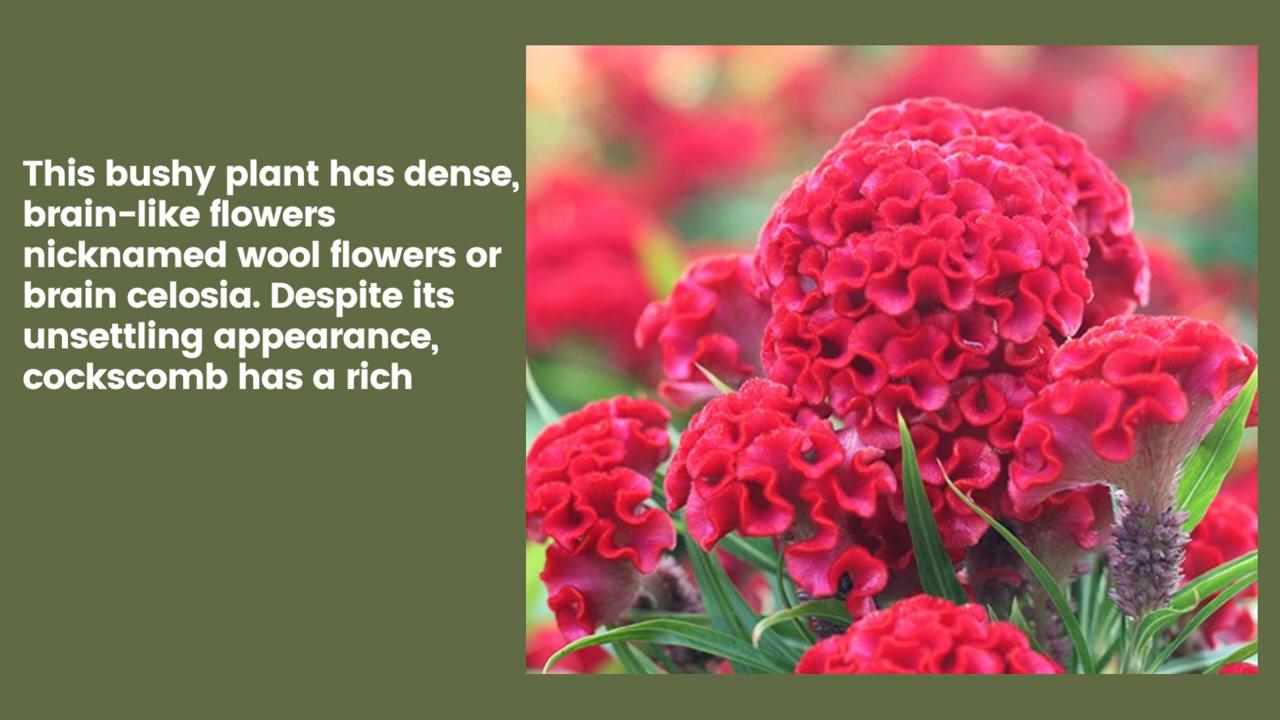 This bushy plant has dense,
brain-like flowers
nicknamed wool flowers or
brain celosia. Despite its
unsettling appearance,
cockscomb has a rich